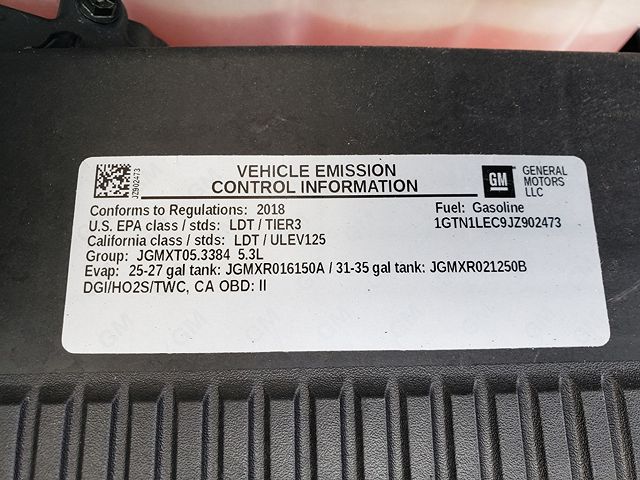 JZ902473
VEHICLE EMISSION
CONTROL INFORMATION
GM
GENERAL
MOTORS
LLC
Conforms to Regulations: 2018
Fuel: Gasoline
U.S. EPA class / stds: LDT / TIER3
1GTN1LEC9JZ902473
California class / stds: LDT / ULEV125
Group: JGMXT05.3384 5.3L
Evap: 25-27 gal tank: JGMXR016150A / 31-35 gal tank: JGMXR021250B
DGI/HO2S/TWC, CA OBD: II